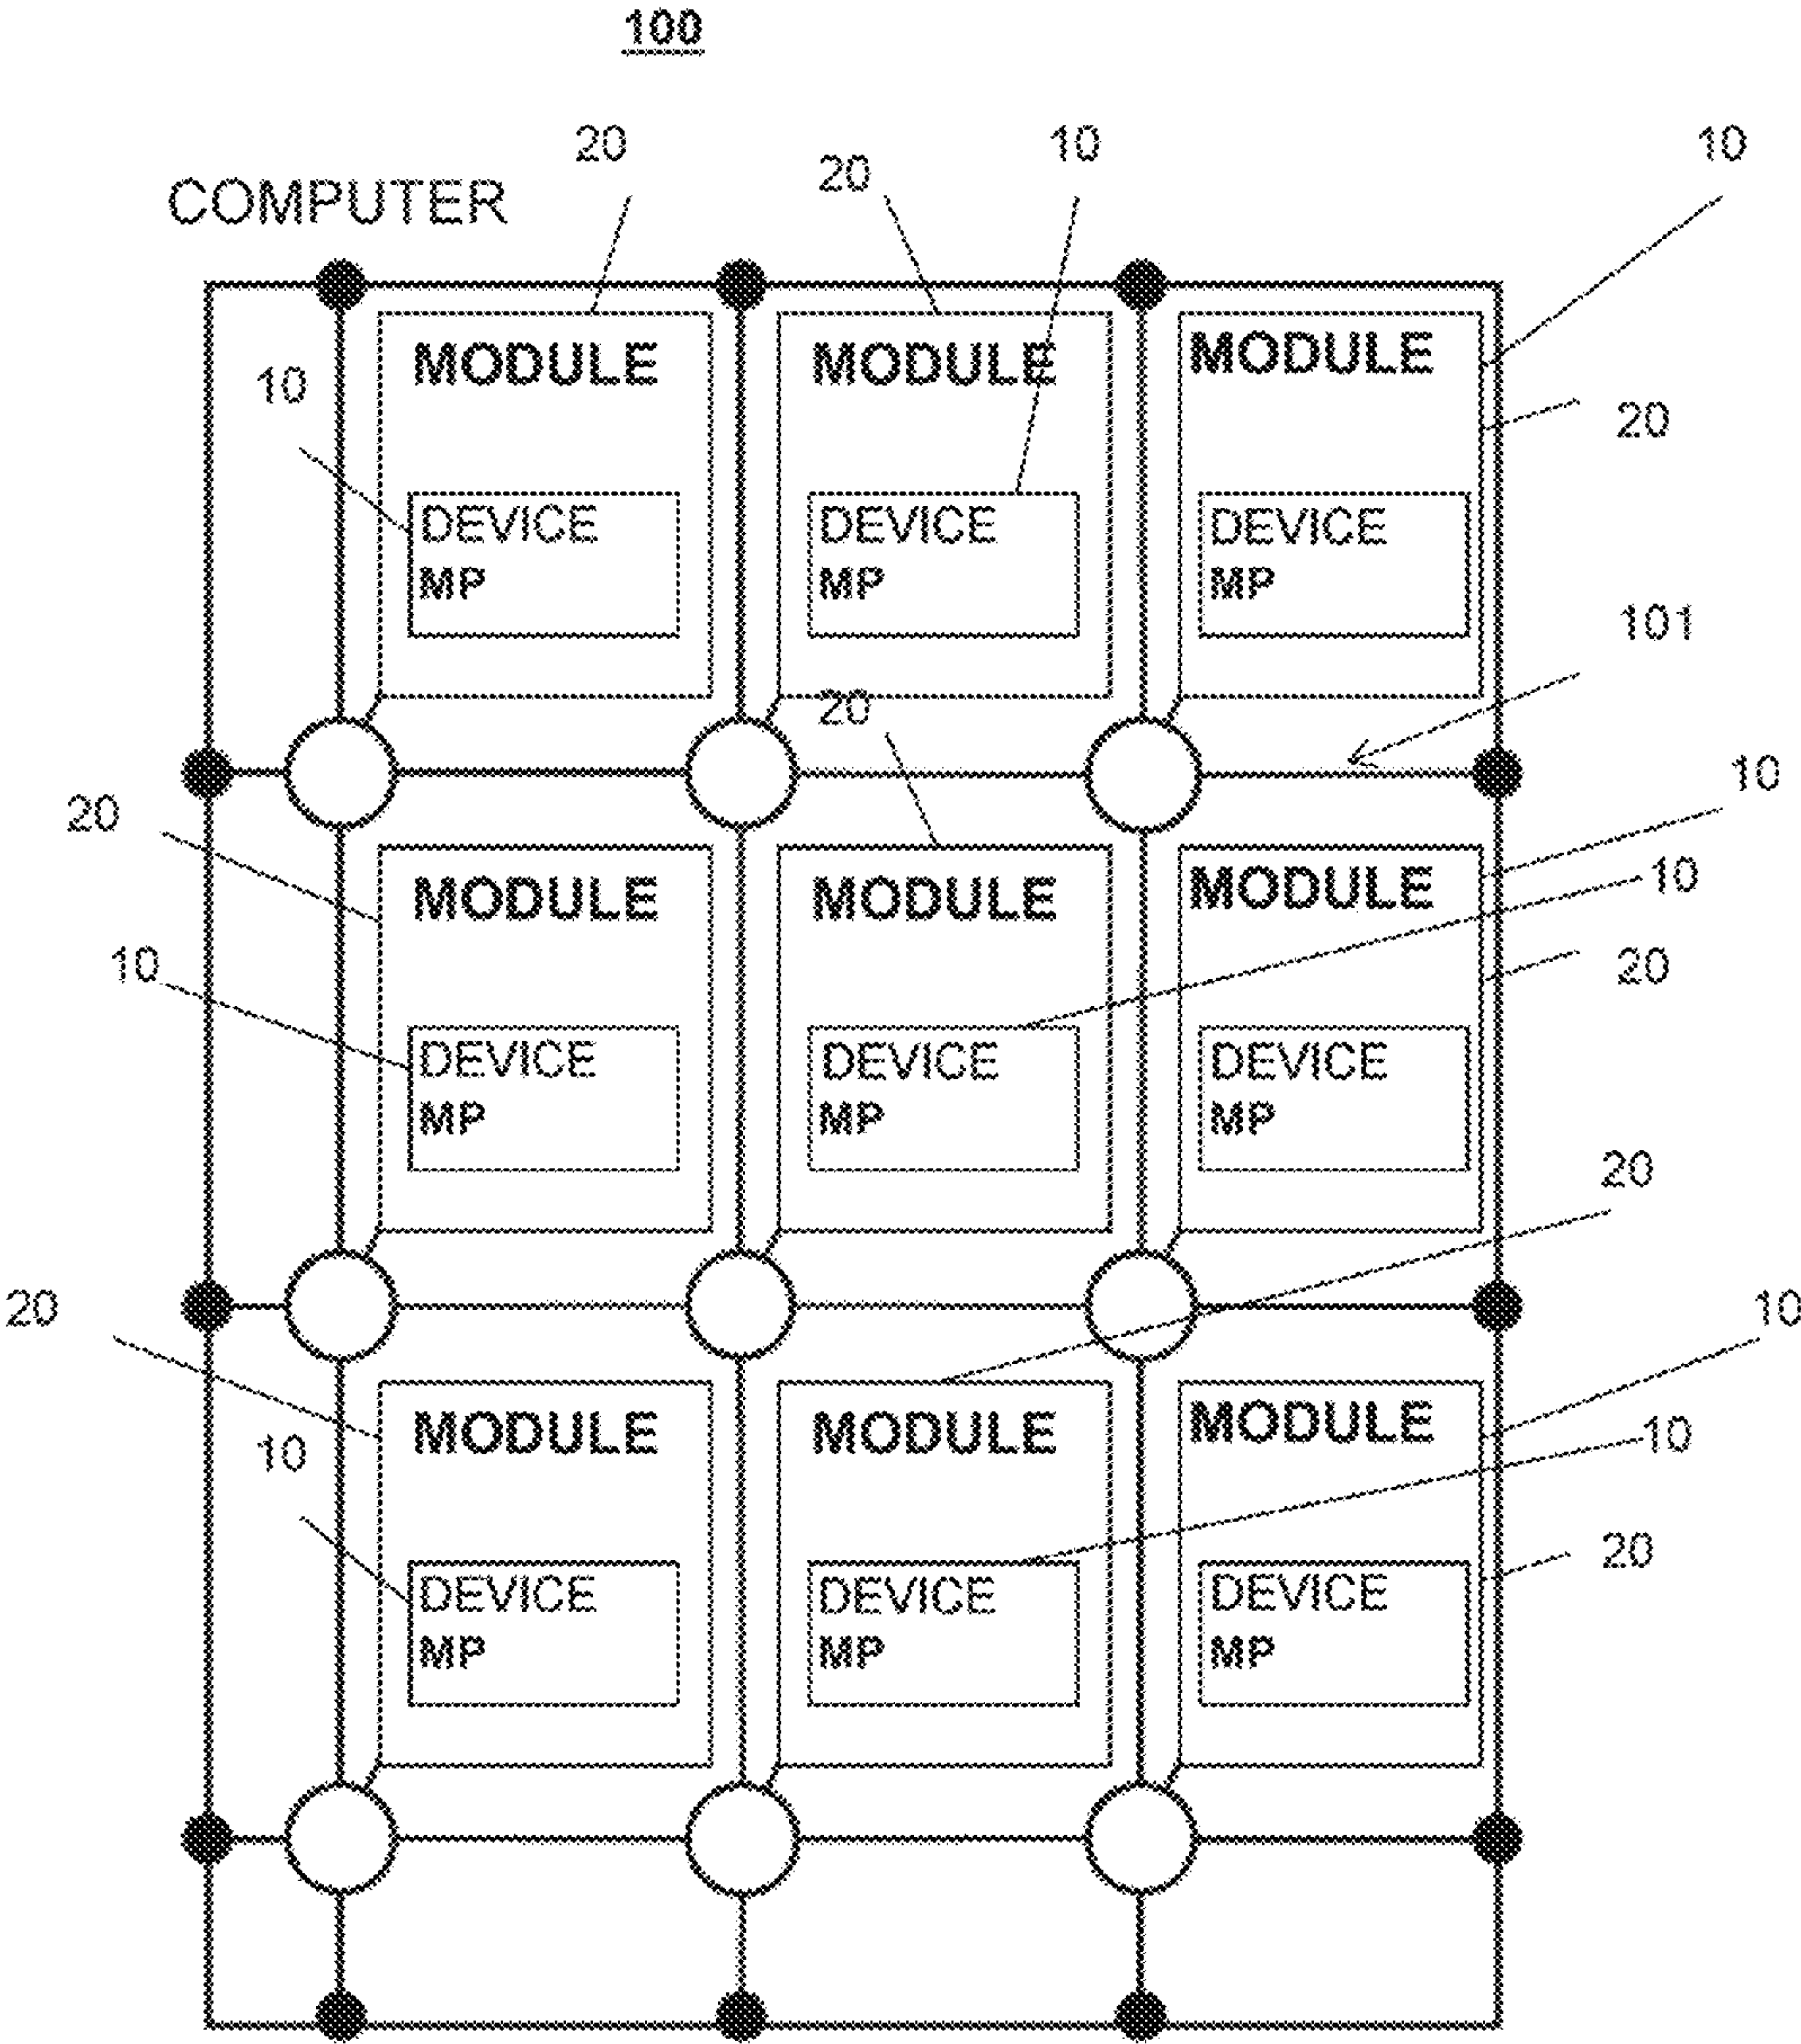 100
20 10 10
20
COMPUTER
MODULE MODULE MODULE
10 20
DEVICE DEVICE DEVICE
MP MP MP
101
20
10
20
MODULE MODULE MODULE 10
10 20
DEVICE DEVICE DEVICE
MP MP MP
20
20 10
MODULE MODULE MODULE 10
10
20
DEVICE DEVICE DEVICE
MP MP MP